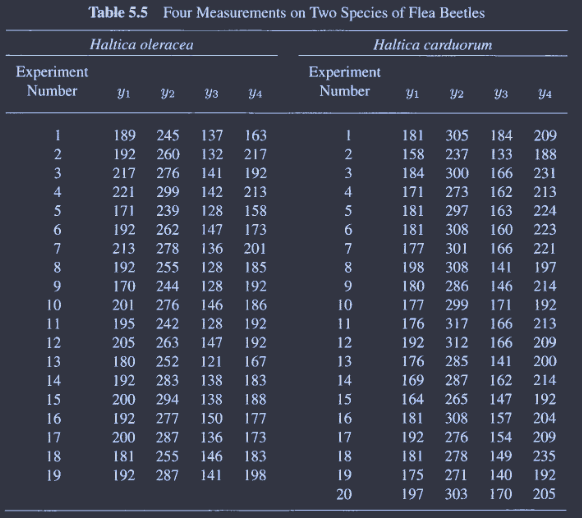 Table 5.5 Four Measurements on Two Species of Flea Beetles
Haltica oleracea Haltica carduorum
Experiment Experiment
Number y1 y2 y3 y4 Number y1 y2 y3 y4
1 189 245 137 163 1 181 305 184 209
2 192 260 132 217 2 158 237 133 188
3 217 276 141 192 3 184 300 166 231
4 221 299 142 213 4 171 273 162 213
5 171 239 128 158 5 181 297 163 224
6 192 262 147 173 6 181 308 160 223
7 213 278 136 201 7 177 301 166 221
8 192 255 128 185 8 198 308 141 197
9 170 244 128 192 9 180 286 146 214
10 201 276 146 186 10 177 299 171 192
11 195 242 128 192 11 176 317 166 213
12 205 263 147 192 12 192 312 166 209
13 180 252 121 167 13 176 285 141 200
14 192 283 138 183 14 169 287 162 214
15 200 294 138 188 15 164 265 147 192
16 192 277 150 177 16 181 308 157 204
17 200 287 136 173 17 192 276 154 209
18 181 255 146 183 18 181 278 149 235
19 192 287 141 198 19 175 271 140 192
20 197 303 170 205